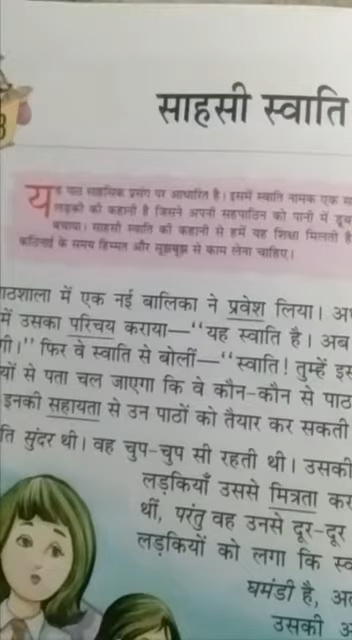 3
साहसी स्वाति
यह पाठ साहसिक प्रसंग पर आधारित है। इसमें स्वाति नामक एक
लड़की की कहानी है जिसने अपनी सहपाठिन को पानी में डूब
बचाया। साहसी स्वाति की कहानी से हमें यह शिक्षा मिलती है
कठिनाई के समय हिम्मत और सूझबूझ से काम लेना चाहिए।
पाठशाला में एक नई बालिका ने प्रवेश लिया।
में उसका परिचय कराया—“यह स्वाति है। अब
गी।” फिर वे स्वाति से बोलीं—“स्वाति! तुम्हें इस
यों से पता चल जाएगा कि वे कौन-कौन से पाठ
इनकी सहायता से उन पाठों को तैयार कर सकती
ति सुंदर थी। वह चुप-चुप सी रहती थी। उसकी
लड़कियाँ उससे मित्रता कर
थीं, परंतु वह उनसे दूर-दूर
लड़कियों को लगा कि स्व
घमंडी है,
उसकी